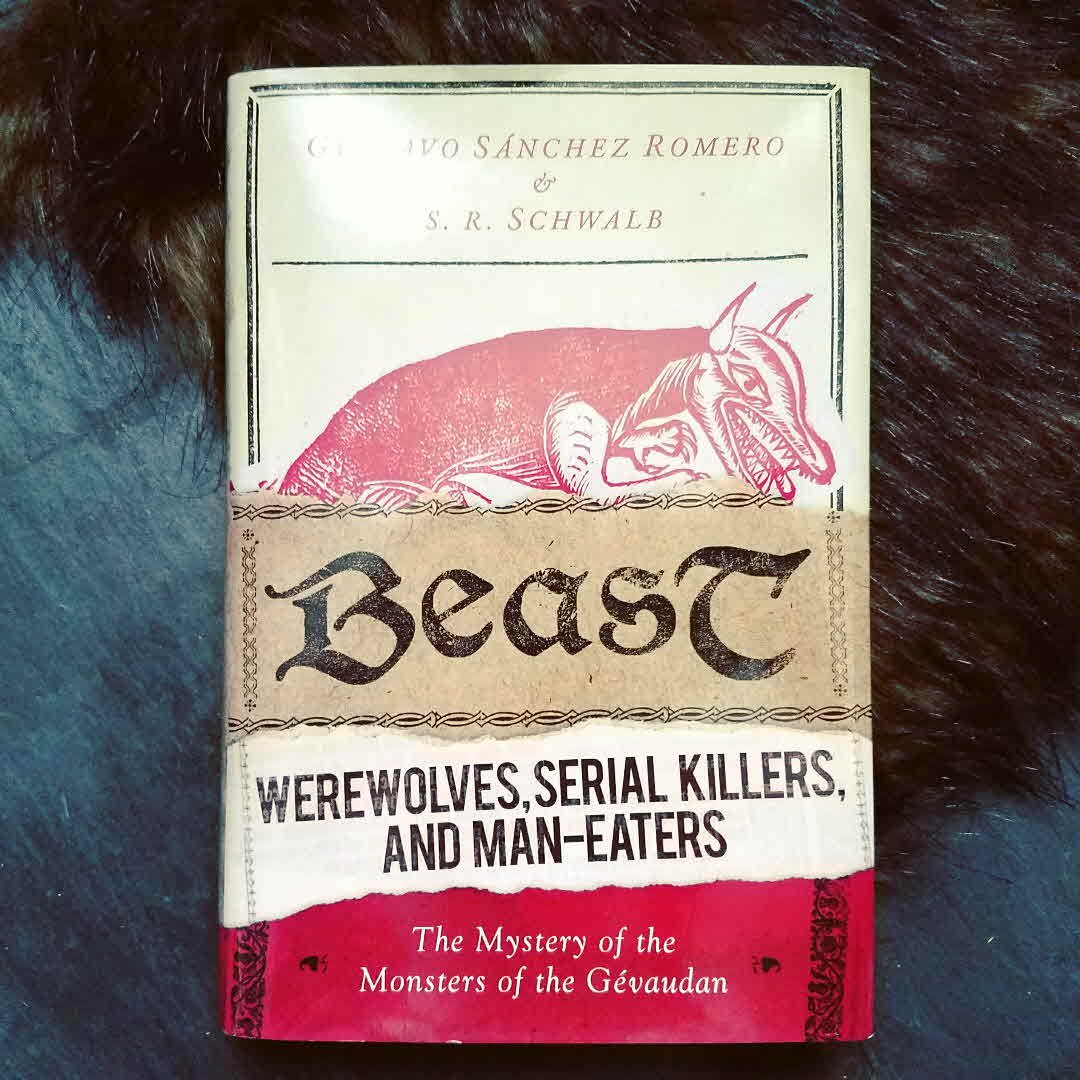 SÁNCHEZ ROMERO
&
S. R. SCHWALB
Beast
WEREWOLVES, SERIAL KILLERS,
AND MAN-EATERS
The Mystery of the
Monsters of the Gévaudan